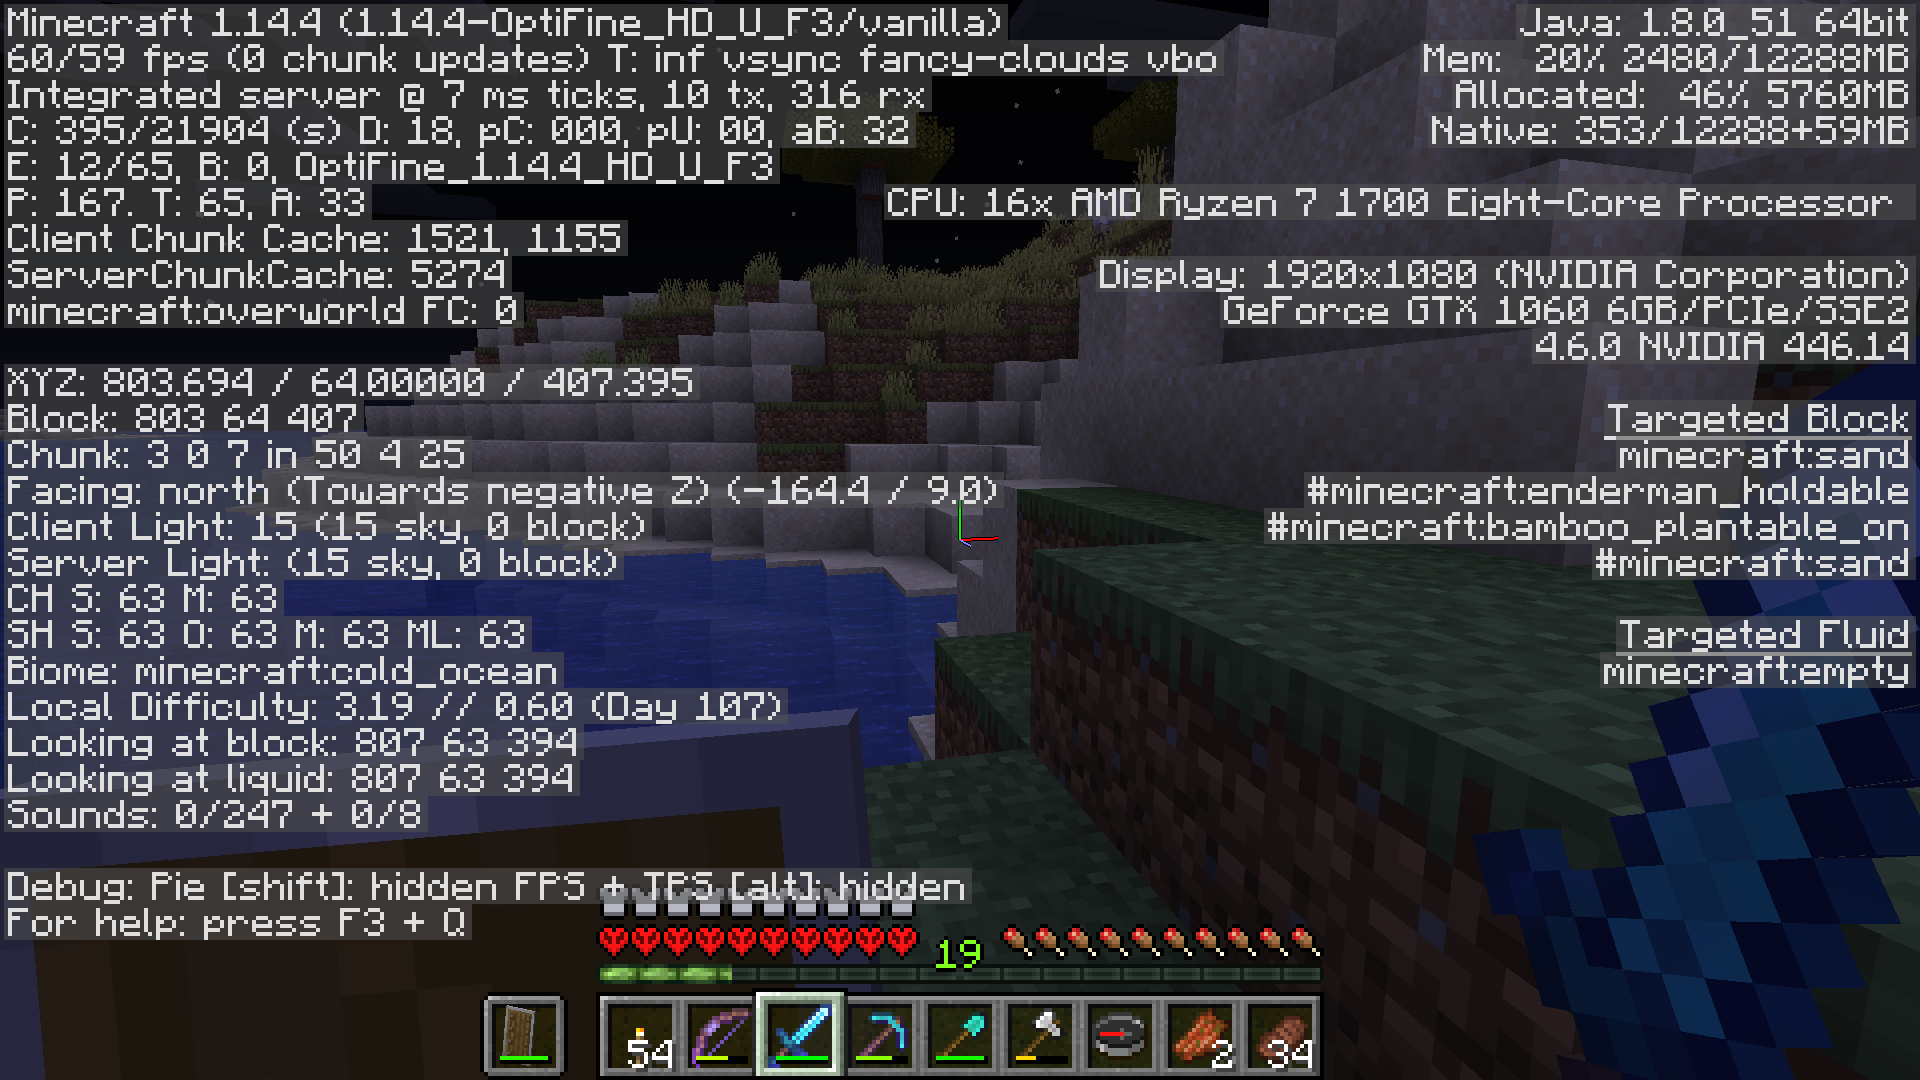 Minecraft 1.14.4 (1.14.4-OptiFine_HD_U_F3/vanilla)
60/59 fps (0 chunk updates) T: inf vsync fancy-clouds vbo
Integrated server @ 7 ms ticks, 10 tx, 316 rx
C: 395/21904 (s) D: 18, pC: 000, pU: 00, aB: 32
E: 12/65, B: 0, OptiFine_1.14.4_HD_U_F3
P: 167. T: 65, A: 33
Client Chunk Cache: 1521, 1155
ServerChunkCache: 5274
minecraft:overworld FC: 0
XYZ: 803.694 / 64.00000 / 407.395
Block: 803 64 407
Chunk: 3 0 7 in 50 4 25
Facing: north (Towards negative Z) (-164.4 / 9.0)
Client Light: 15 (15 sky, 0 block)
Server Light: (15 sky, 0 block)
CH S: 63 M: 63
SH S: 63 O: 63 M: 63 ML: 63
Biome: minecraft:cold_ocean
Local Difficulty: 3.19 // 0.60 (Day 107)
Looking at block: 807 63 394
Looking at liquid: 807 63 394
Sounds: 0/247 + 0/8
Debug: Pie [shift]: hidden FPS + TPS [alt]: hidden
For help: press F3 + Q
Java: 1.8.0_51 64bit
Mem: 20% 2480/12288MB
Allocated: 46% 5760MB
Native: 353/12288+59MB
CPU: 16x AMD Ryzen 7 1700 Eight-Core Processor
Display: 1920x1080 (NVIDIA Corporation)
GeForce GTX 1060 6GB/PCIe/SSE2
4.6.0 NVIDIA 446.14
Targeted Block
minecraft:sand
#minecraft:enderman_holdable
#minecraft:bamboo_plantable_on
#minecraft:sand
Targeted Fluid
minecraft:empty
19
54
2
34